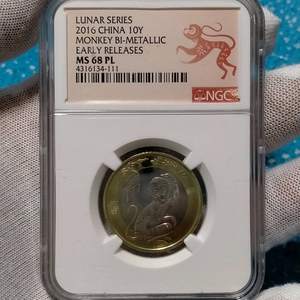 LUNAR SERIES
2016 CHINA 10Y
MONKEY BI-METALLIC
EARLY RELEASES
MS 68 PL
4316134-111
NGC